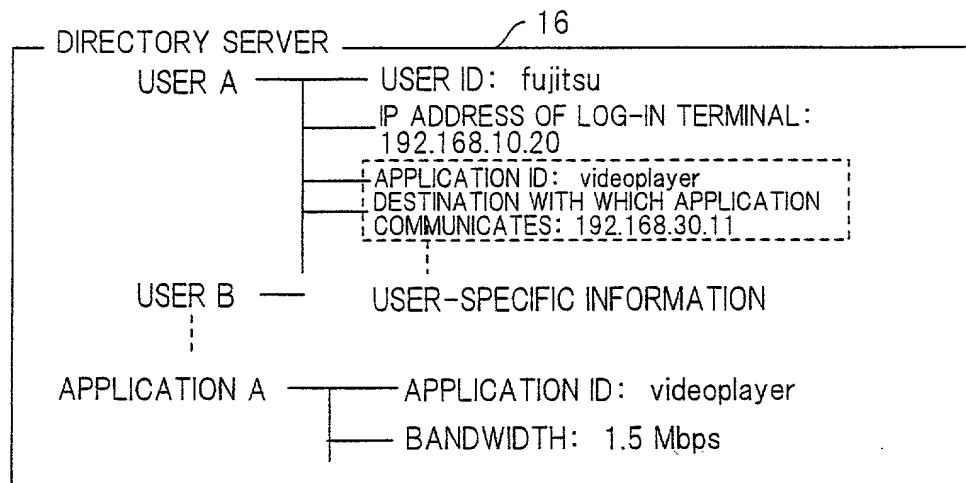 16
DIRECTORY SERVER
USER A
USER ID: fujitsu
IP ADDRESS OF LOG-IN TERMINAL:
192.168.10.20
APPLICATION ID: videoplayer
DESTINATION WITH WHICH APPLICATION
COMMUNICATES: 192.168.30.11
USER B
USER-SPECIFIC INFORMATION
APPLICATION A
APPLICATION ID: videoplayer
BANDWIDTH: 1.5 Mbps